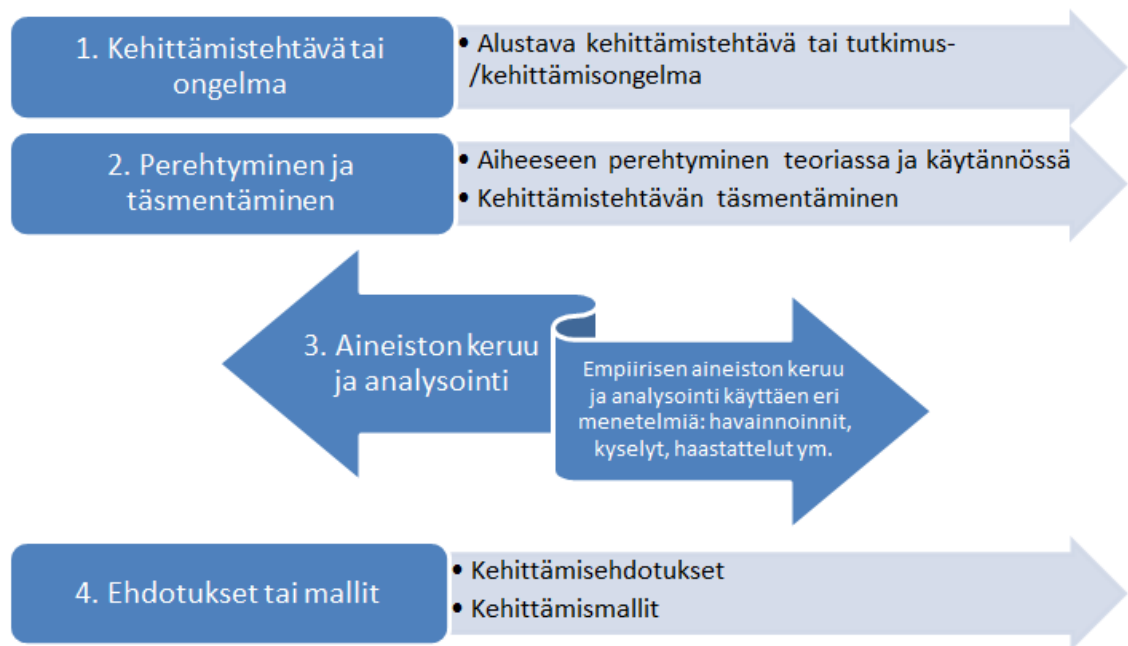 1. Kehittämistehtävä tai
ongelma
• Alustava kehittämistehtävä tai tutkimus-
/kehittämisongelma
2. Perehtyminen ja
täsmentäminen
• Aiheeseen perehtyminen teoriassa ja käytännössä
• Kehittämistehtävän täsmentäminen
3. Aineiston keruu
ja analysointi
Empiirisen aineiston keruu
ja analysointi käyttäen eri
menetelmiä: havainnoinnit,
kyselyt, haastattelut ym.
4. Ehdotukset tai mallit
• Kehittämisehdotukset
• Kehittämismallit